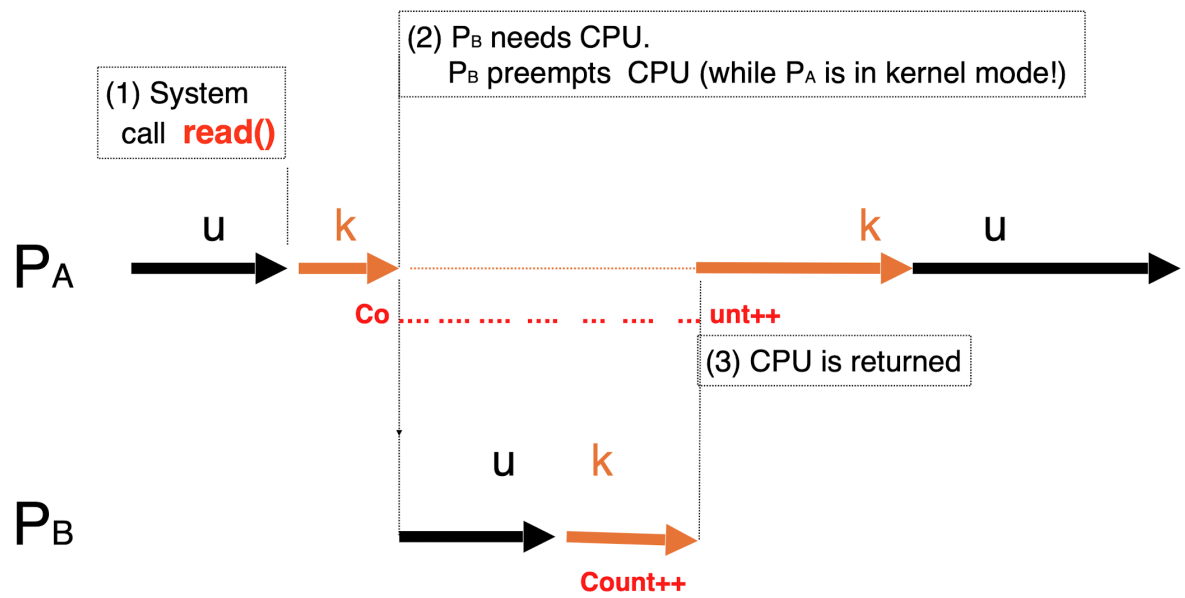 (2) PB needs CPU.
PB preempts CPU (while PA is in kernel mode!)
(1) System
call read()
u k k u
PA
Co .... .... .... .... ... .... ... unt++
(3) CPU is returned
u k
PB
Count++